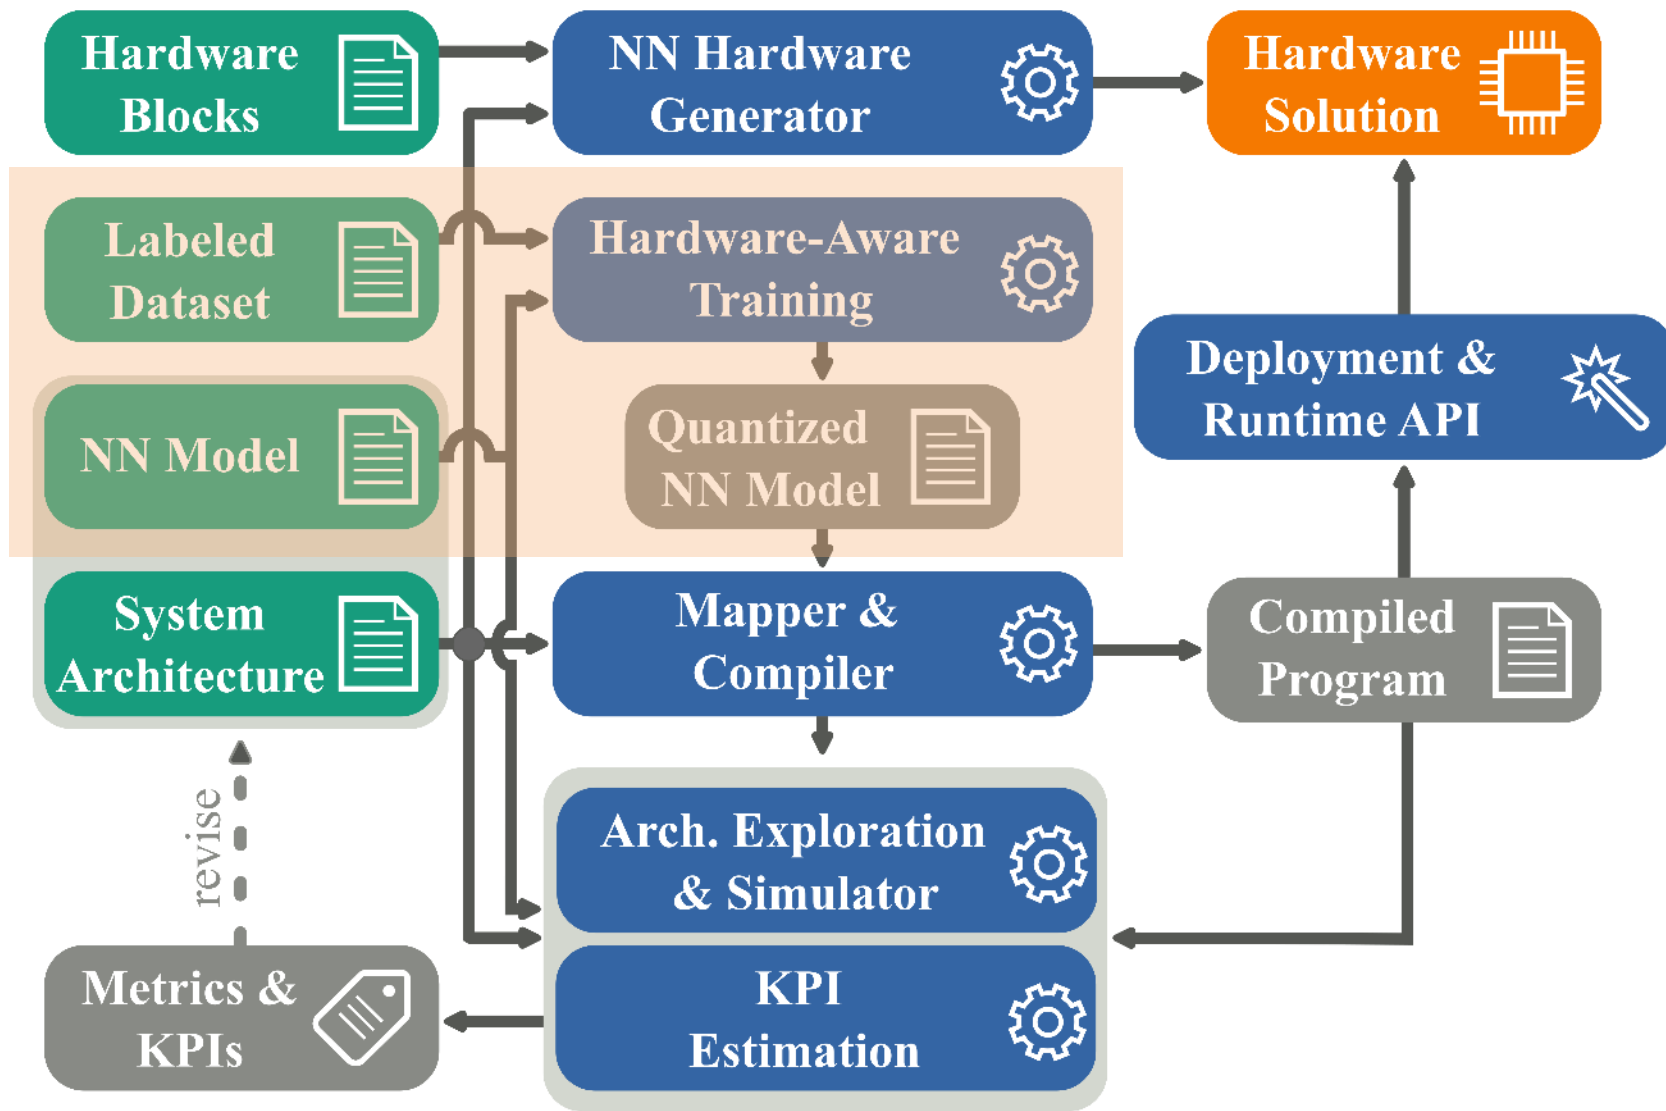 Hardware
Blocks
NN Hardware
Generator
Hardware
Solution
Labeled
Dataset
Hardware-Aware
Training
Deployment &
Runtime API
NN Model
Quantized
NN Model
System
Architecture
Mapper &
Compiler
Compiled
Program
revise
Arch. Exploration
& Simulator
Metrics &
KPIs
KPI
Estimation